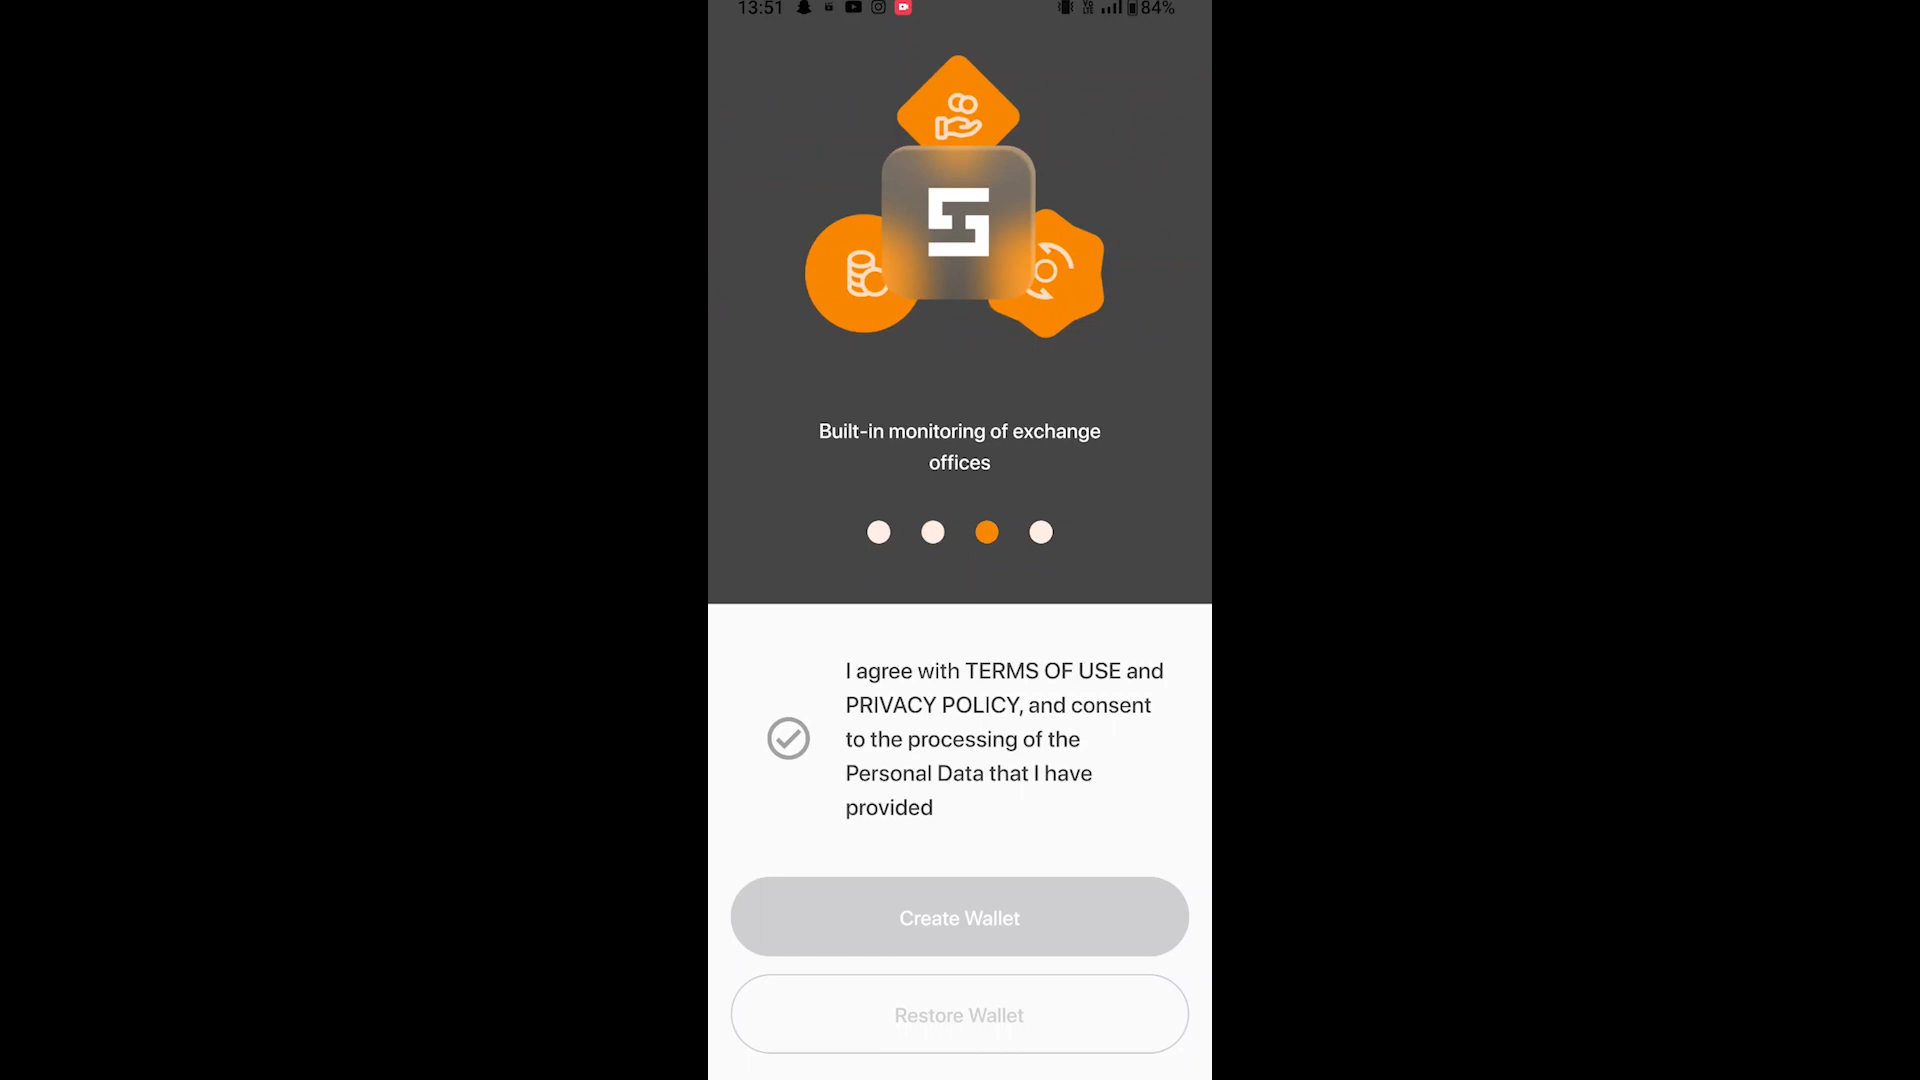 13:51
84%
Built-in monitoring of exchange
offices
I agree with TERMS OF USE and
PRIVACY POLICY, and consent
to the processing of the
Personal Data that I have
provided
Create Wallet
Restore Wallet